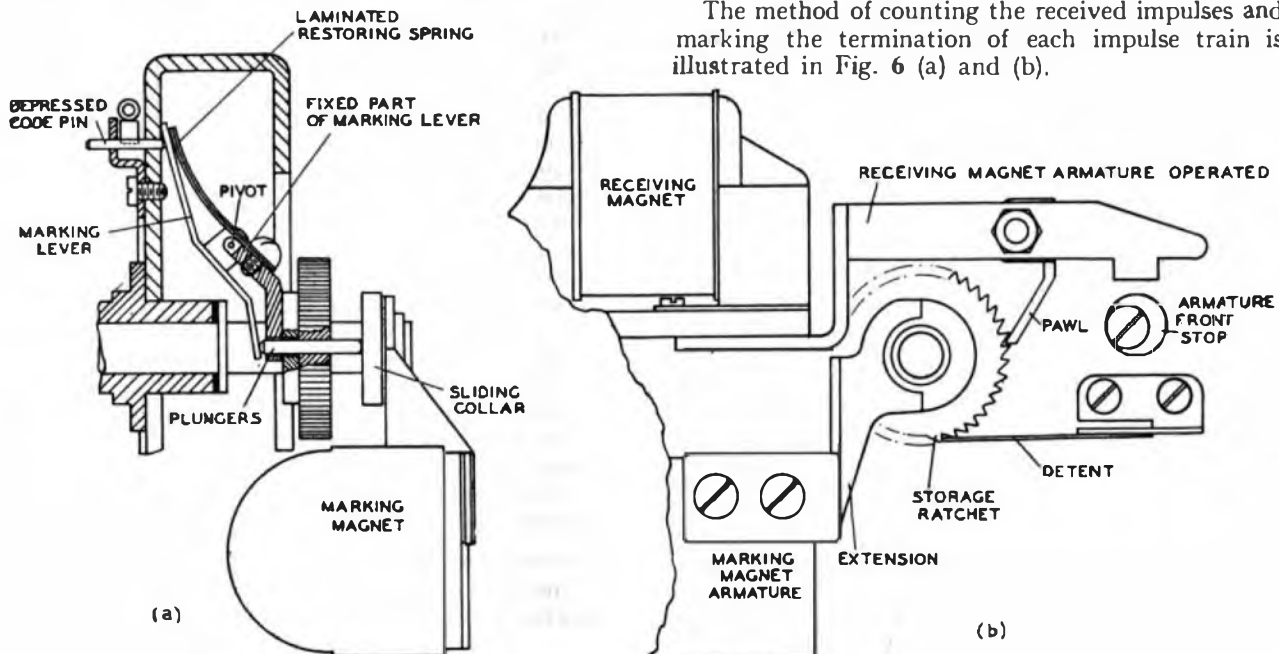 The method of counting the received impulses and
marking the termination of each impulse train is
illustrated in Fig. 6 (a) and (b).
LAMINATED
RESTORING SPRING
DEPRESSED
CODE PIN
FIXED PART
OF MARKING LEVER
PIVOT
MARKING
LEVER
PLUNGERS
SLIDING
COLLAR
MARKING
MAGNET
(a)
RECEIVING
MAGNET
RECEIVING MAGNET ARMATURE OPERATED
PAWL
ARMATURE
FRONT
STOP
DETENT
STORAGE
RATCHET
EXTENSION
MARKING
MAGNET
ARMATURE
(b)